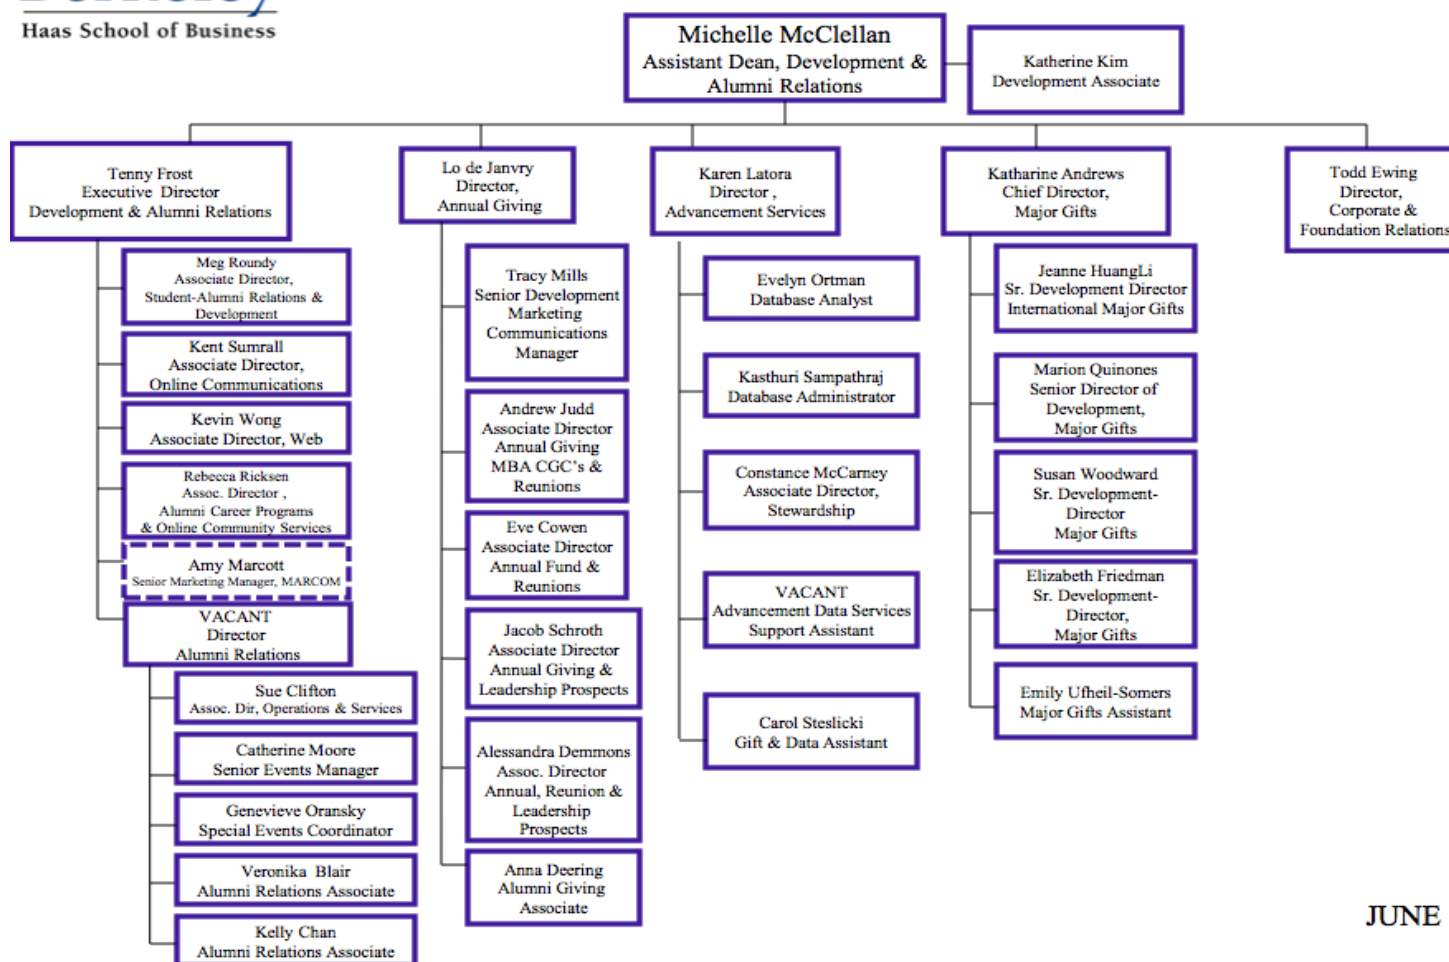 Haas School of Business
Michelle McClellan
Assistant Dean, Development &
Alumni Relations
Katherine Kim
Development Associate
Tenny Frost
Executive Director
Development & Alumni Relations
Meg Roundy
Associate Director,
Student-Alumni Relations &
Development
Kent Sumrall
Associate Director,
Online Communications
Kevin Wong
Associate Director, Web
Rebecca Ricksen
Assoc. Director ,
Alumni Career Programs
& Online Community Services
Amy Marcott
Senior Marketing Manager, MARCOM
VACANT
Director
Alumni Relations
Sue Clifton
Assoc. Dir, Operations & Services
Catherine Moore
Senior Events Manager
Genevieve Oransky
Special Events Coordinator
Veronika Blair
Alumni Relations Associate
Kelly Chan
Alumni Relations Associate
Lo de Janvry
Director,
Annual Giving
Tracy Mills
Senior Development
Marketing
Communications
Manager
Andrew Judd
Associate Director
Annual Giving
MBA CGC's &
Reunions
Eve Cowen
Associate Director
Annual Fund &
Reunions
Jacob Schroth
Associate Director
Annual Giving &
Leadership Prospects
Alessandra Demmons
Assoc. Director
Annual, Reunion &
Leadership
Prospects
Anna Deering
Alumni Giving
Associate
Karen Latora
Director ,
Advancement Services
Evelyn Ortman
Database Analyst
Kasthuri Sampathraj
Database Administrator
Constance McCarney
Associate Director,
Stewardship
VACANT
Advancement Data Services
Support Assistant
Carol Steslicki
Gift & Data Assistant
Katharine Andrews
Chief Director,
Major Gifts
Jeanne HuangLi
Sr. Development Director
International Major Gifts
Marion Quinones
Senior Director of
Development,
Major Gifts
Susan Woodward
Sr. Development-
Director
Major Gifts
Elizabeth Friedman
Sr. Development-
Director,
Major Gifts
Emily Ufheil-Somers
Major Gifts Assistant
Todd Ewing
Director,
Corporate &
Foundation Relations
JUNE